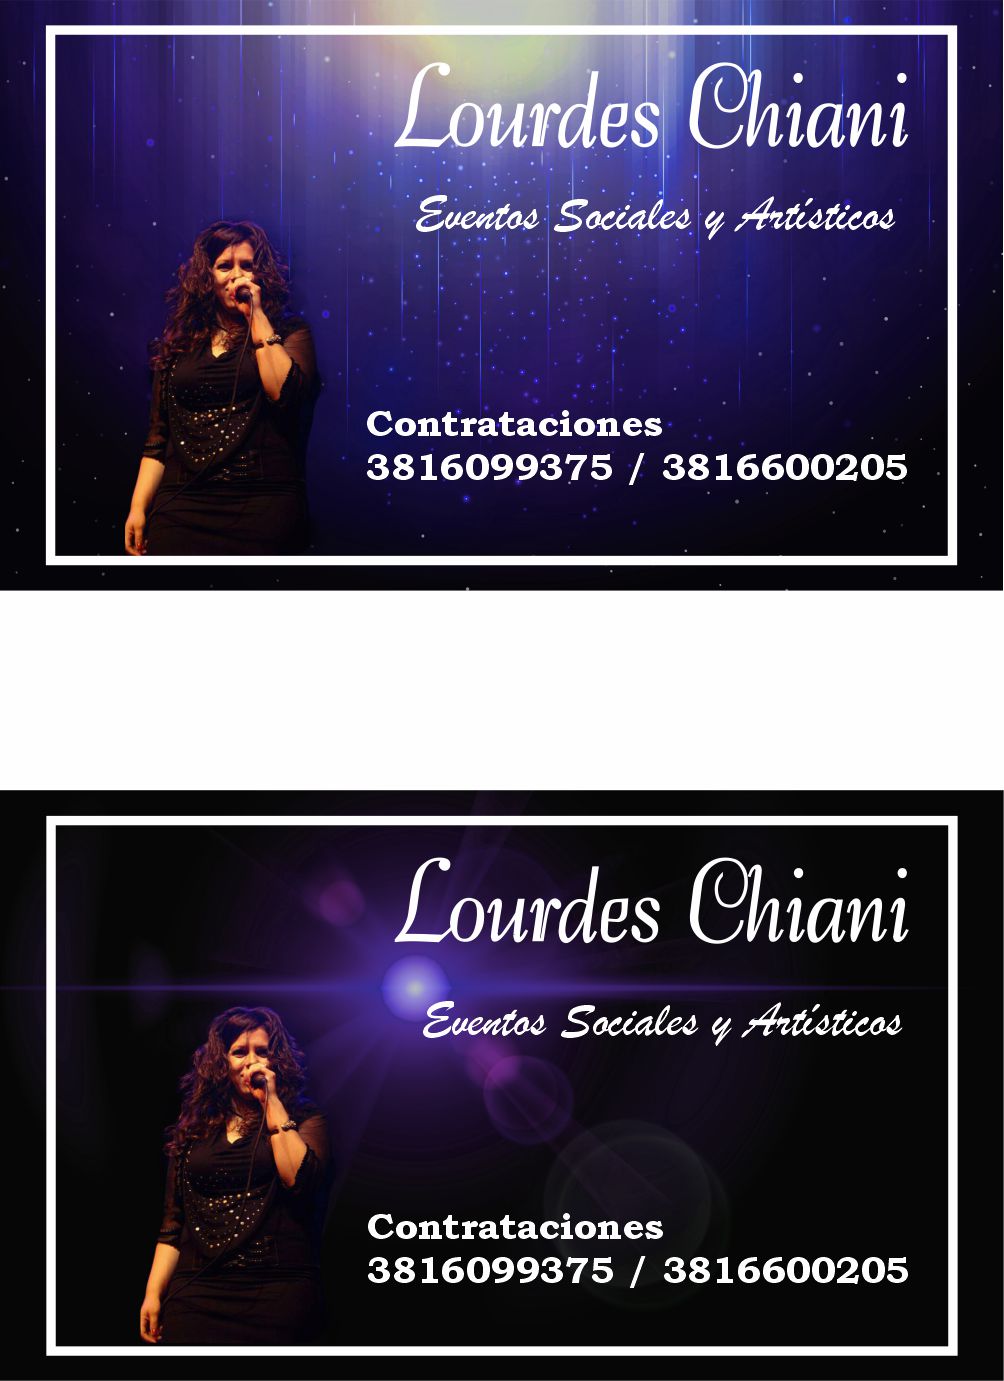 Lourdes Chiani
Eventos Sociales y Artísticos
Contrataciones
3816099375 / 3816600205
Lourdes Chiani
Eventos Sociales y Artísticos
Contrataciones
3816099375 / 3816600205